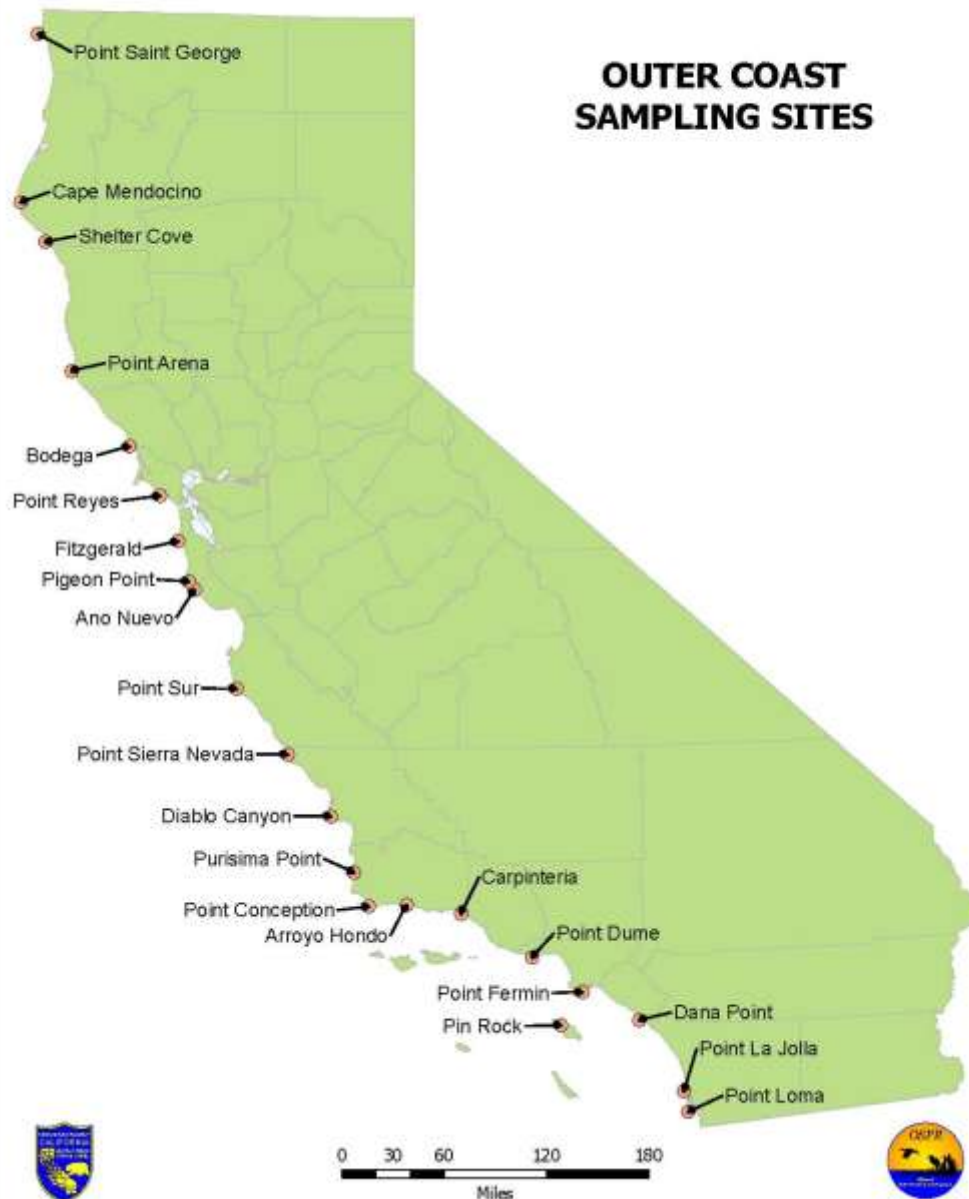 OUTER COAST
SAMPLING SITES
Point Saint George
Cape Mendocino
Shelter Cove
Point Arena
Bodega
Point Reyes
Fitzgerald
Pigeon Point
Ano Nuevo
Point Sur
Point Sierra Nevada
Diablo Canyon
Purisima Point
Carpinteria
Point Conception
Arroyo Hondo
Point Dume
Point Fermin
Dana Point
Pin Rock
Point La Jolla
Point Loma
CALIFORNIA
OSPR
0 30 60 120 180
Miles